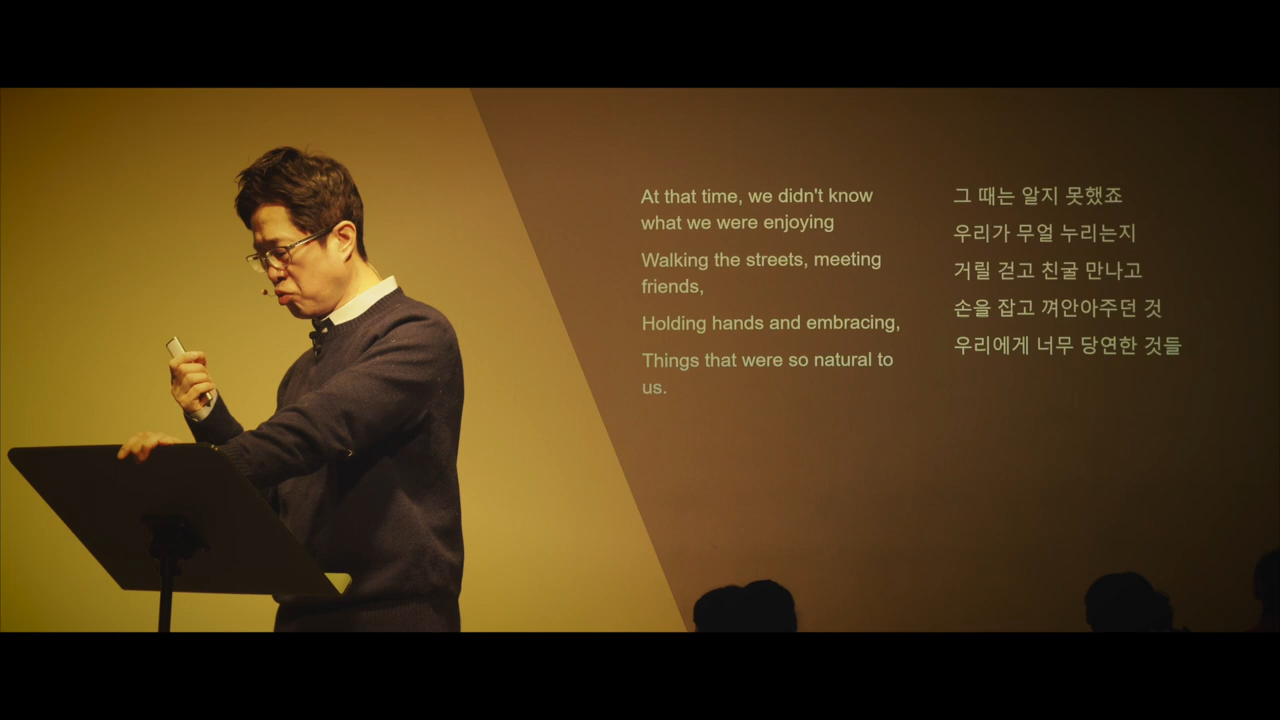 At that time, we didn't know
what we were enjoying
Walking the streets, meeting
friends,
Holding hands and embracing,
Things that were so natural to
us.
그 때는 알지 못했죠
우리가 무얼 누리는지
거릴 걷고 친굴 만나고
손을 잡고 껴안아주던 것
우리에게 너무 당연한 것들